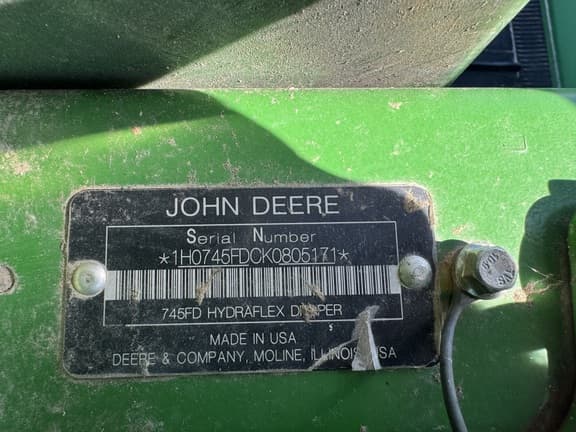 JOHN DEERE
Serial Number
*1H0745FDCK0805171*
745FD HYDRAFLEX DRAPER
MADE IN USA
DEERE & COMPANY, MOLINE, ILLINOIS, USA